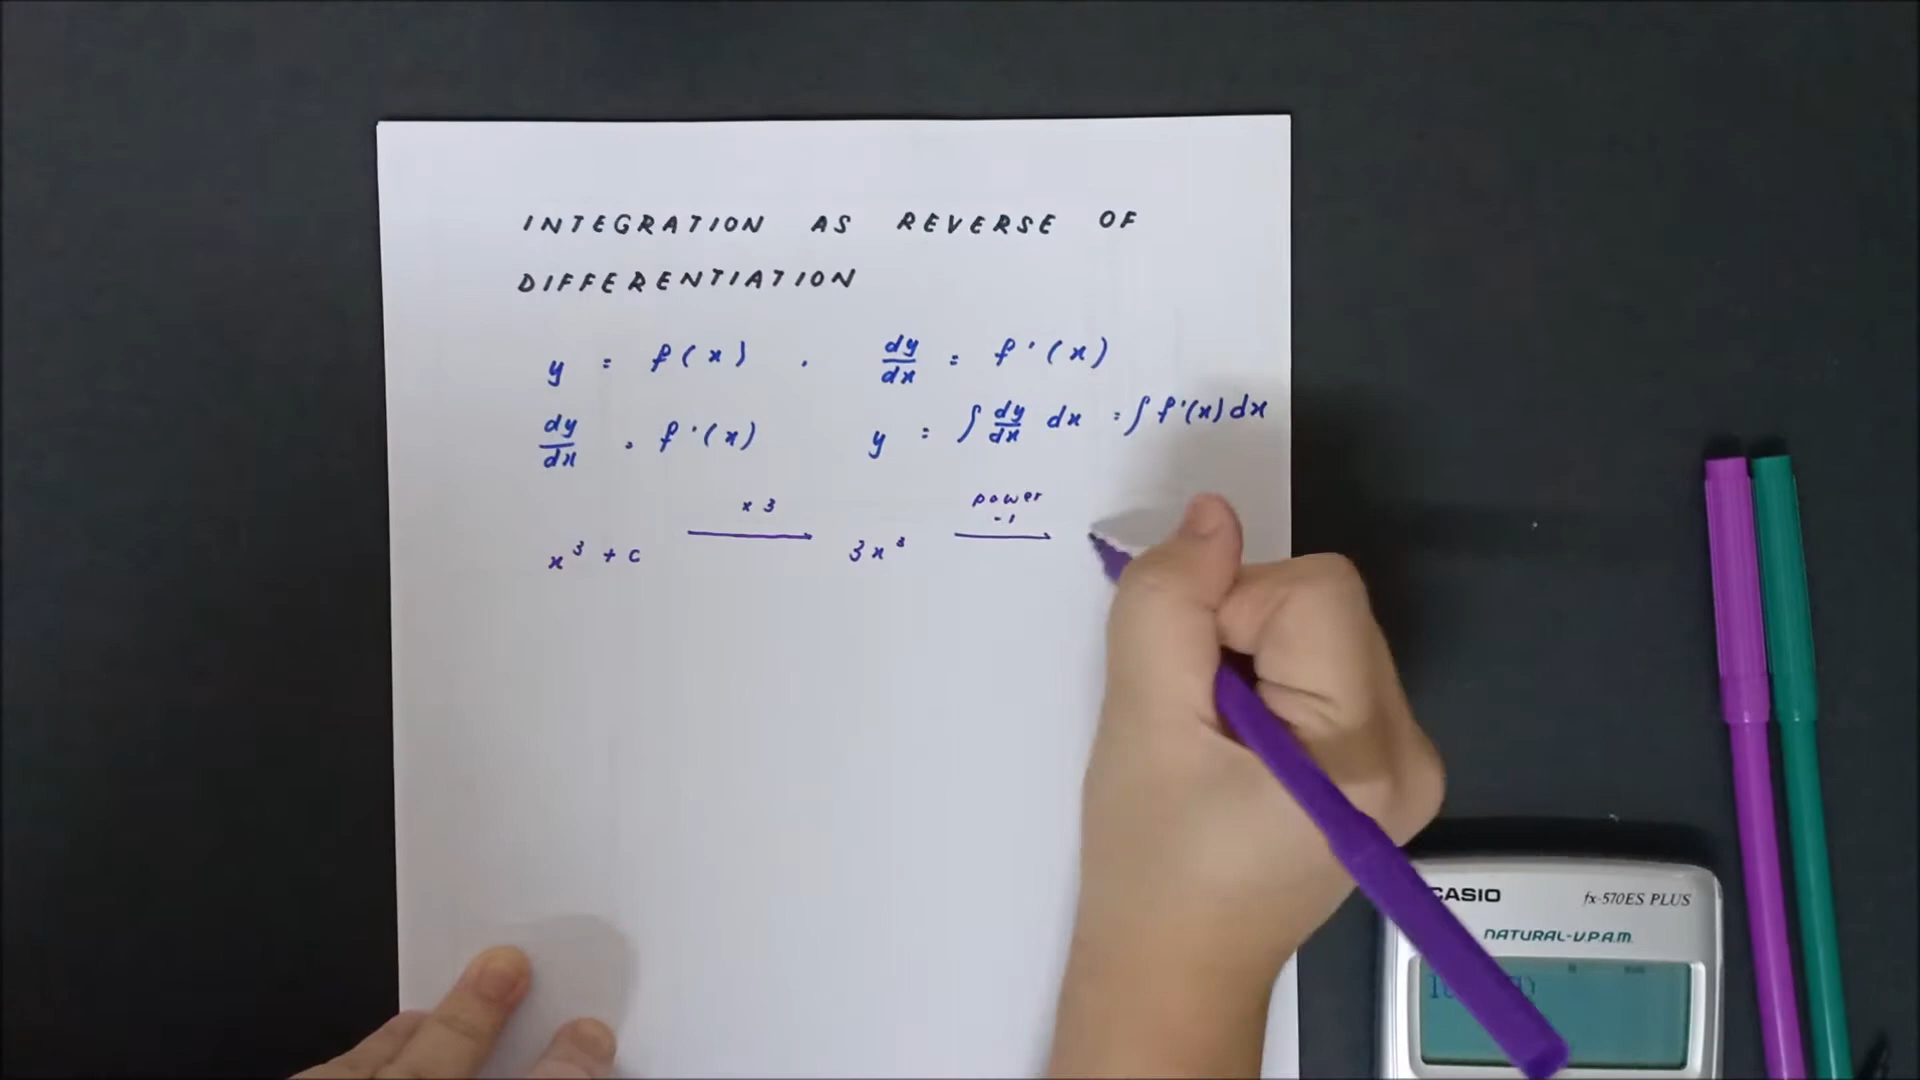 INTEGRATION AS REVERSE OF
DIFFERENTIATION
y = f(x) . dy/dx = f'(x)
dy/dx = f'(x) y = ∫ dy/dx dx = ∫ f'(x) dx
x 3 power
-1
x³ + c 3x³
CASIO fx-570ES PLUS
NATURAL-V.P.A.M.